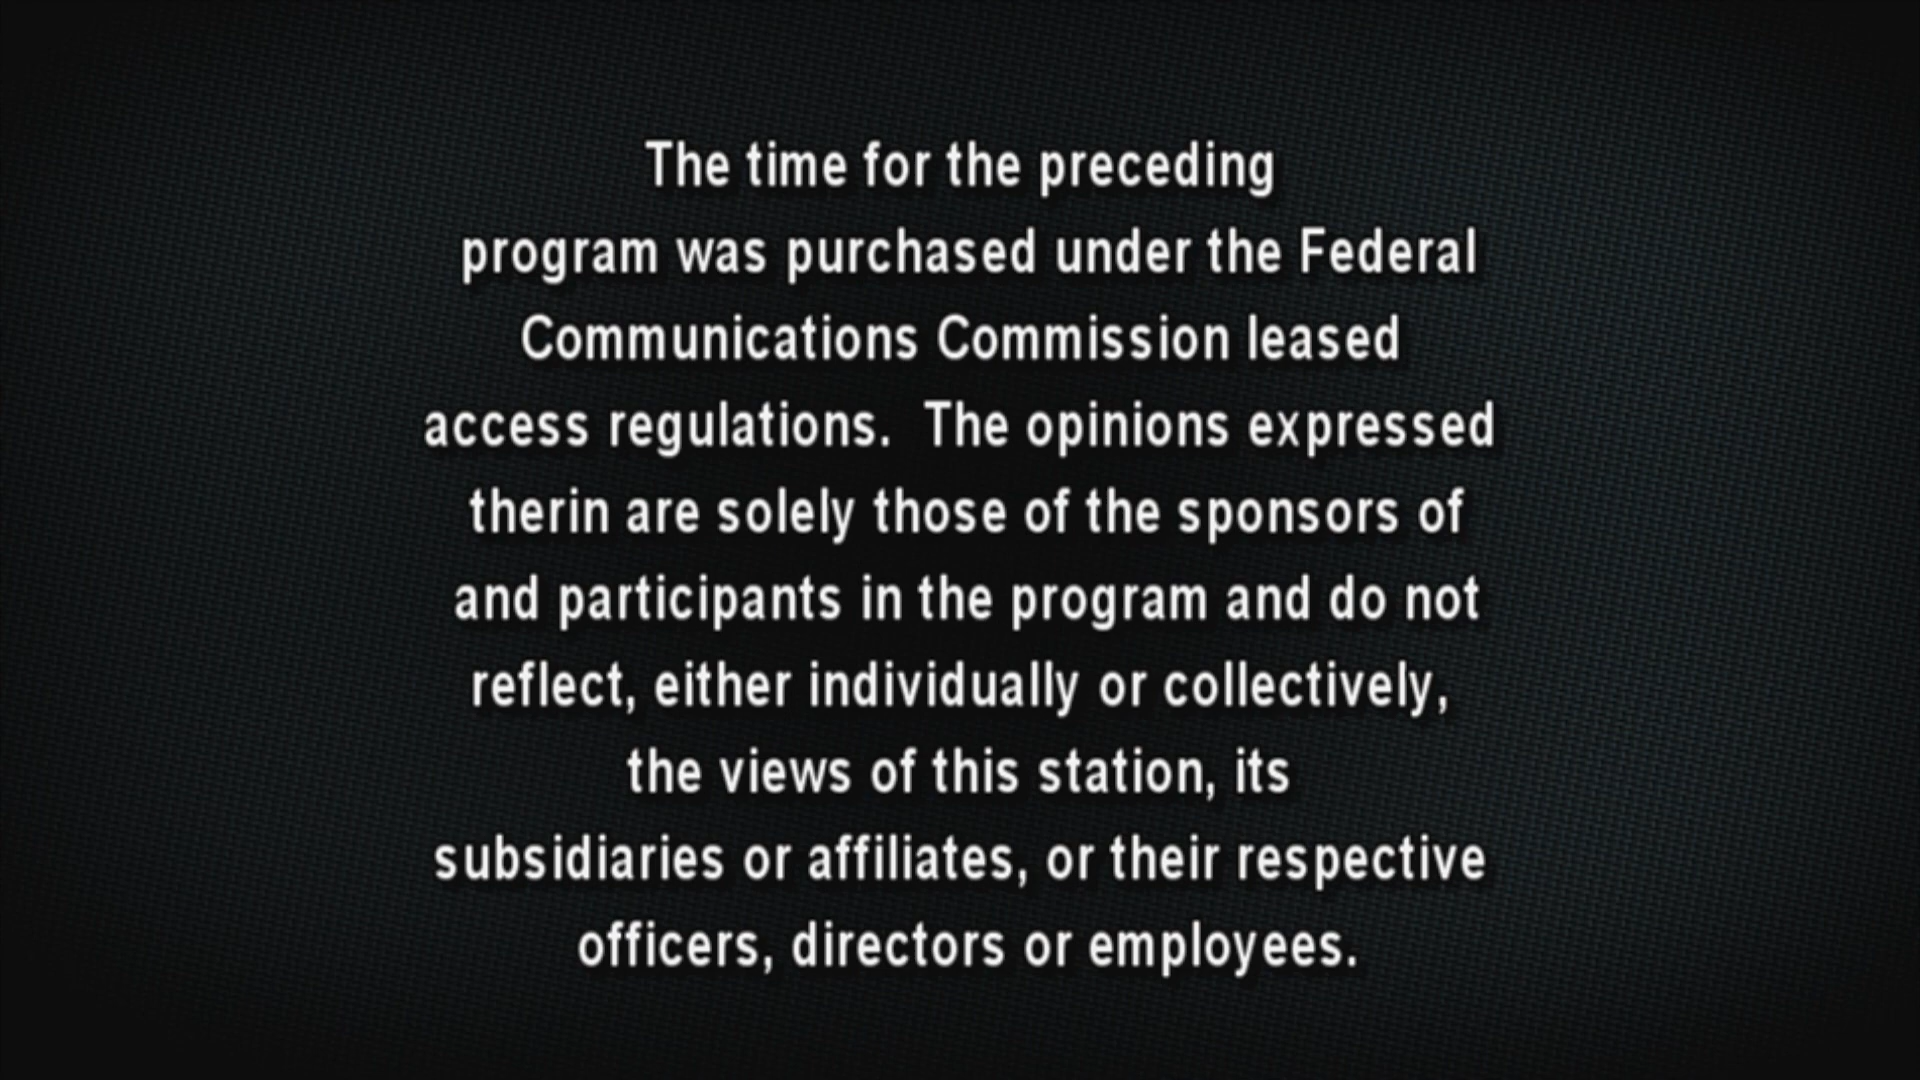 The time for the preceding
program was purchased under the Federal
Communications Commission leased
access regulations.  The opinions expressed
therin are solely those of the sponsors of
and participants in the program and do not
reflect, either individually or collectively,
the views of this station, its
subsidiaries or affiliates, or their respective
officers, directors or employees.